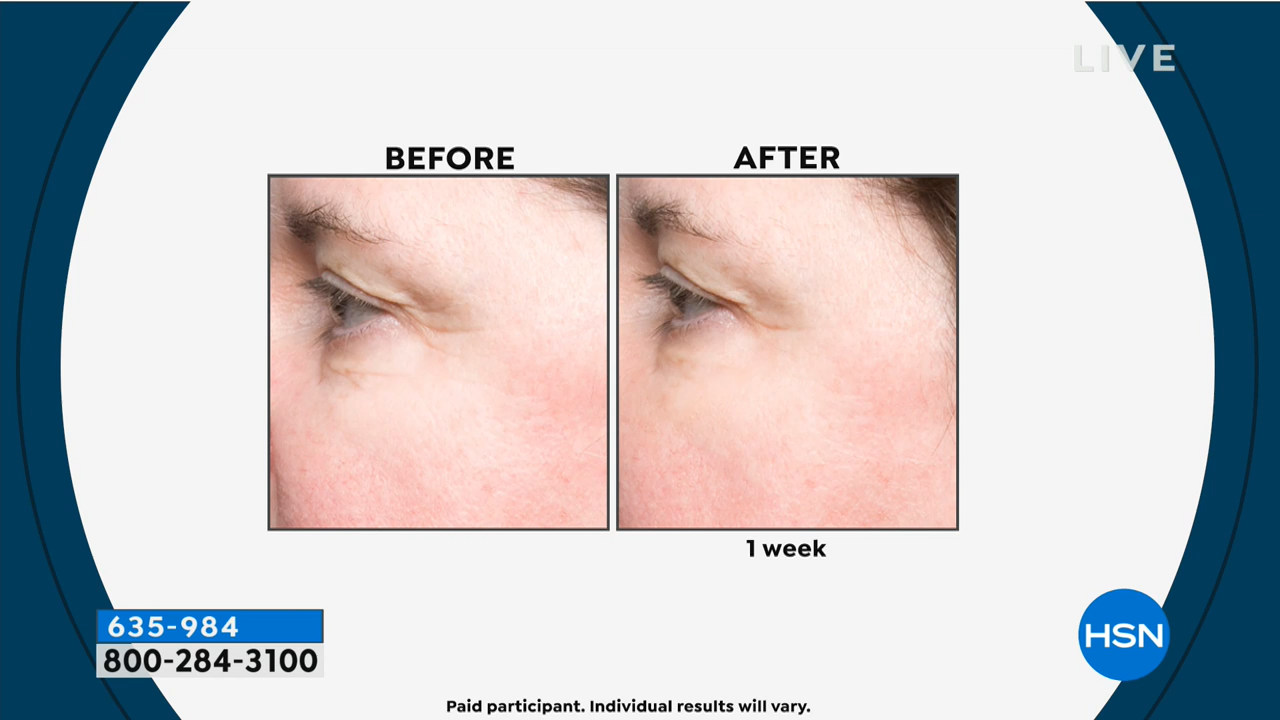 LIVE
BEFORE
AFTER
1 week
635-984
800-284-3100
HSN
Paid participant. Individual results will vary.